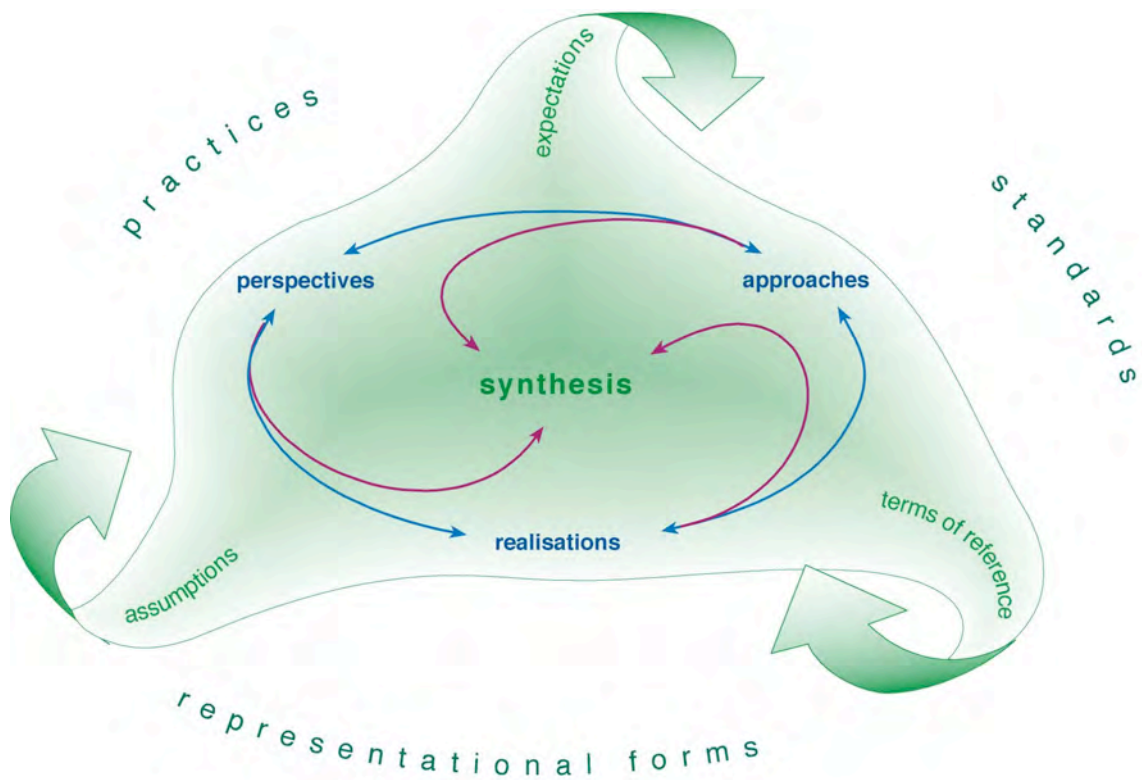 expectations
practices
standards
perspectives
approaches
synthesis
realisations
terms of reference
assumptions
representational forms